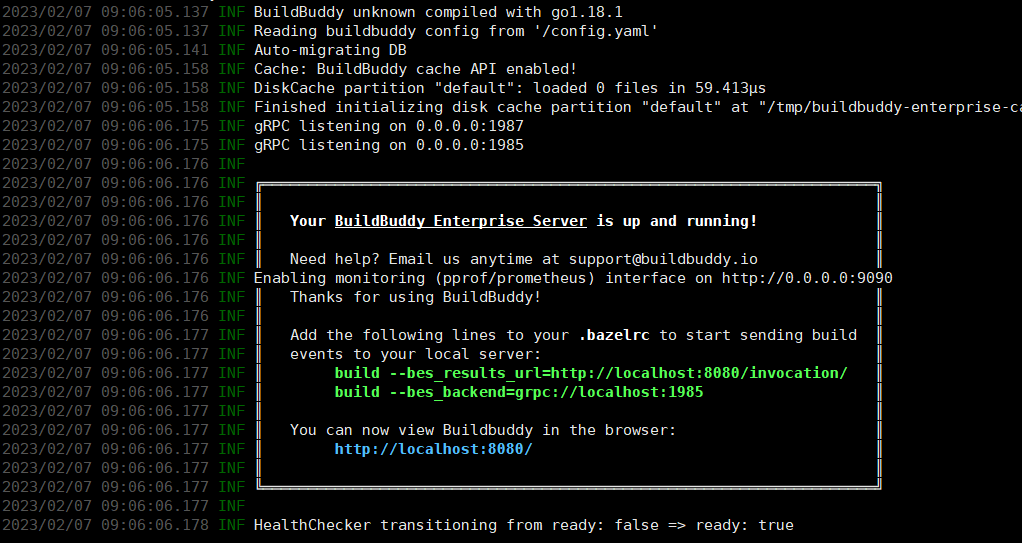 2023/02/07 09:06:05.137 INF BuildBuddy unknown compiled with go1.18.1
2023/02/07 09:06:05.137 INF Reading buildbuddy config from '/config.yaml'
2023/02/07 09:06:05.141 INF Auto-migrating DB
2023/02/07 09:06:05.158 INF Cache: BuildBuddy cache API enabled!
2023/02/07 09:06:05.158 INF DiskCache partition "default": loaded 0 files in 59.413µs
2023/02/07 09:06:05.158 INF Finished initializing disk cache partition "default" at "/tmp/buildbuddy-enterprise-ca
2023/02/07 09:06:06.175 INF gRPC listening on 0.0.0.0:1987
2023/02/07 09:06:06.175 INF gRPC listening on 0.0.0.0:1985
2023/02/07 09:06:06.176 INF
2023/02/07 09:06:06.176 INF
2023/02/07 09:06:06.176 INF
2023/02/07 09:06:06.176 INF Your BuildBuddy Enterprise Server is up and running!
2023/02/07 09:06:06.176 INF
2023/02/07 09:06:06.176 INF Need help? Email us anytime at support@buildbuddy.io
2023/02/07 09:06:06.176 INF Enabling monitoring (pprof/prometheus) interface on http://0.0.0.0:9090
2023/02/07 09:06:06.176 INF Thanks for using BuildBuddy!
2023/02/07 09:06:06.176 INF
2023/02/07 09:06:06.177 INF Add the following lines to your .bazelrc to start sending build
2023/02/07 09:06:06.177 INF events to your local server:
2023/02/07 09:06:06.177 INF build --bes_results_url=http://localhost:8080/invocation/
2023/02/07 09:06:06.177 INF build --bes_backend=grpc://localhost:1985
2023/02/07 09:06:06.177 INF
2023/02/07 09:06:06.177 INF You can now view Buildbuddy in the browser:
2023/02/07 09:06:06.177 INF http://localhost:8080/
2023/02/07 09:06:06.177 INF
2023/02/07 09:06:06.177 INF
2023/02/07 09:06:06.177 INF
2023/02/07 09:06:06.178 INF HealthChecker transitioning from ready: false => ready: true